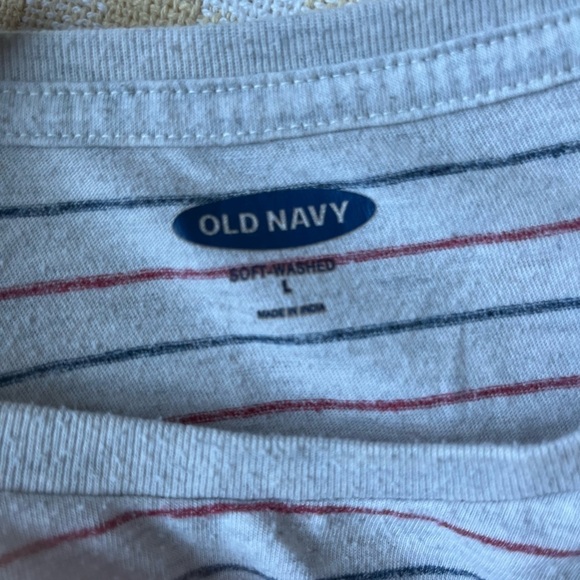 OLD NAVY
SOFT-WASHED
L
MADE IN INDIA